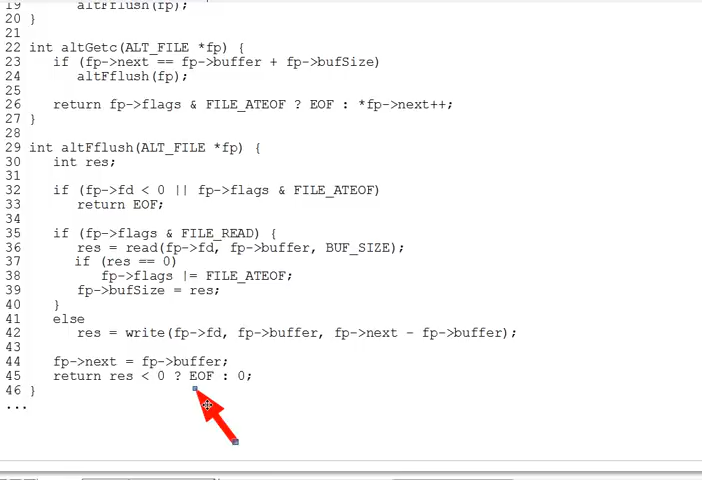 19 altFflush(fp);
20 }
21
22 int altGetc(ALT_FILE *fp) {
23 if (fp->next == fp->buffer + fp->bufSize)
24 altFflush(fp);
25
26 return fp->flags & FILE_ATEOF ? EOF : *fp->next++;
27 }
28
29 int altFflush(ALT_FILE *fp) {
30 int res;
31
32 if (fp->fd < 0 || fp->flags & FILE_ATEOF)
33 return EOF;
34
35 if (fp->flags & FILE_READ) {
36 res = read(fp->fd, fp->buffer, BUF_SIZE);
37 if (res == 0)
38 fp->flags |= FILE_ATEOF;
39 fp->bufSize = res;
40 }
41 else
42 res = write(fp->fd, fp->buffer, fp->next - fp->buffer);
43
44 fp->next = fp->buffer;
45 return res < 0 ? EOF : 0;
46 }
...